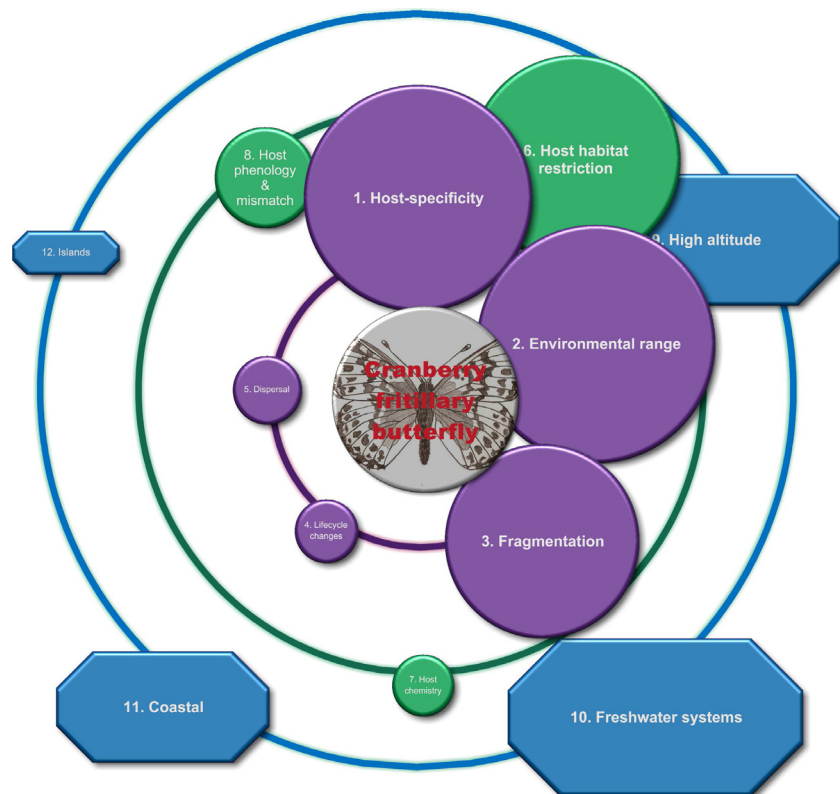 8. Host
phenology
&
mismatch
1. Host-specificity
6. Host habitat
restriction
12. Islands
9. High altitude
2. Environmental range
Cranberry
fritillary
butterfly
5. Dispersal
4. Lifecycle
changes
3. Fragmentation
7. Host
chemistry
11. Coastal
10. Freshwater systems